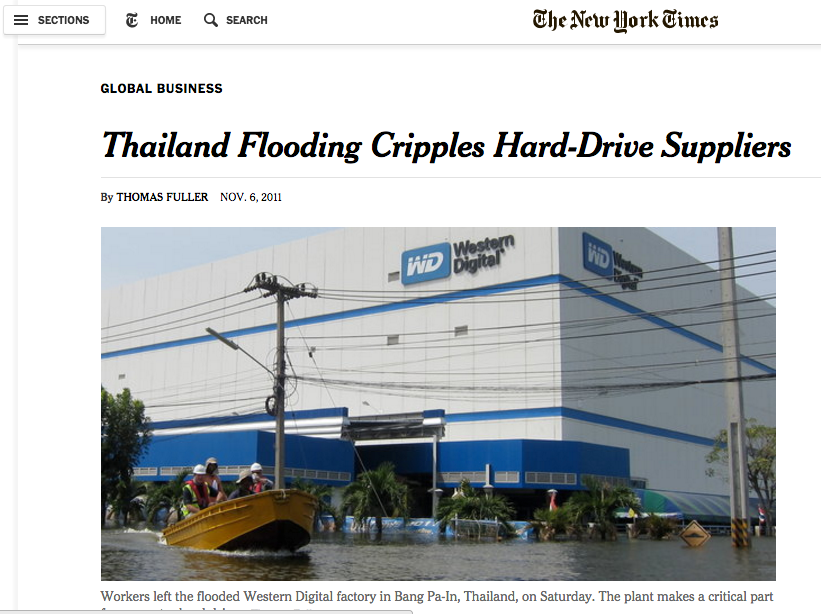 SECTIONS HOME SEARCH The New York Times
GLOBAL BUSINESS
Thailand Flooding Cripples Hard-Drive Suppliers
By THOMAS FULLER NOV. 6, 2011
WD Western Digital
WD Western Digital
Workers left the flooded Western Digital factory in Bang Pa-In, Thailand, on Saturday. The plant makes a critical part